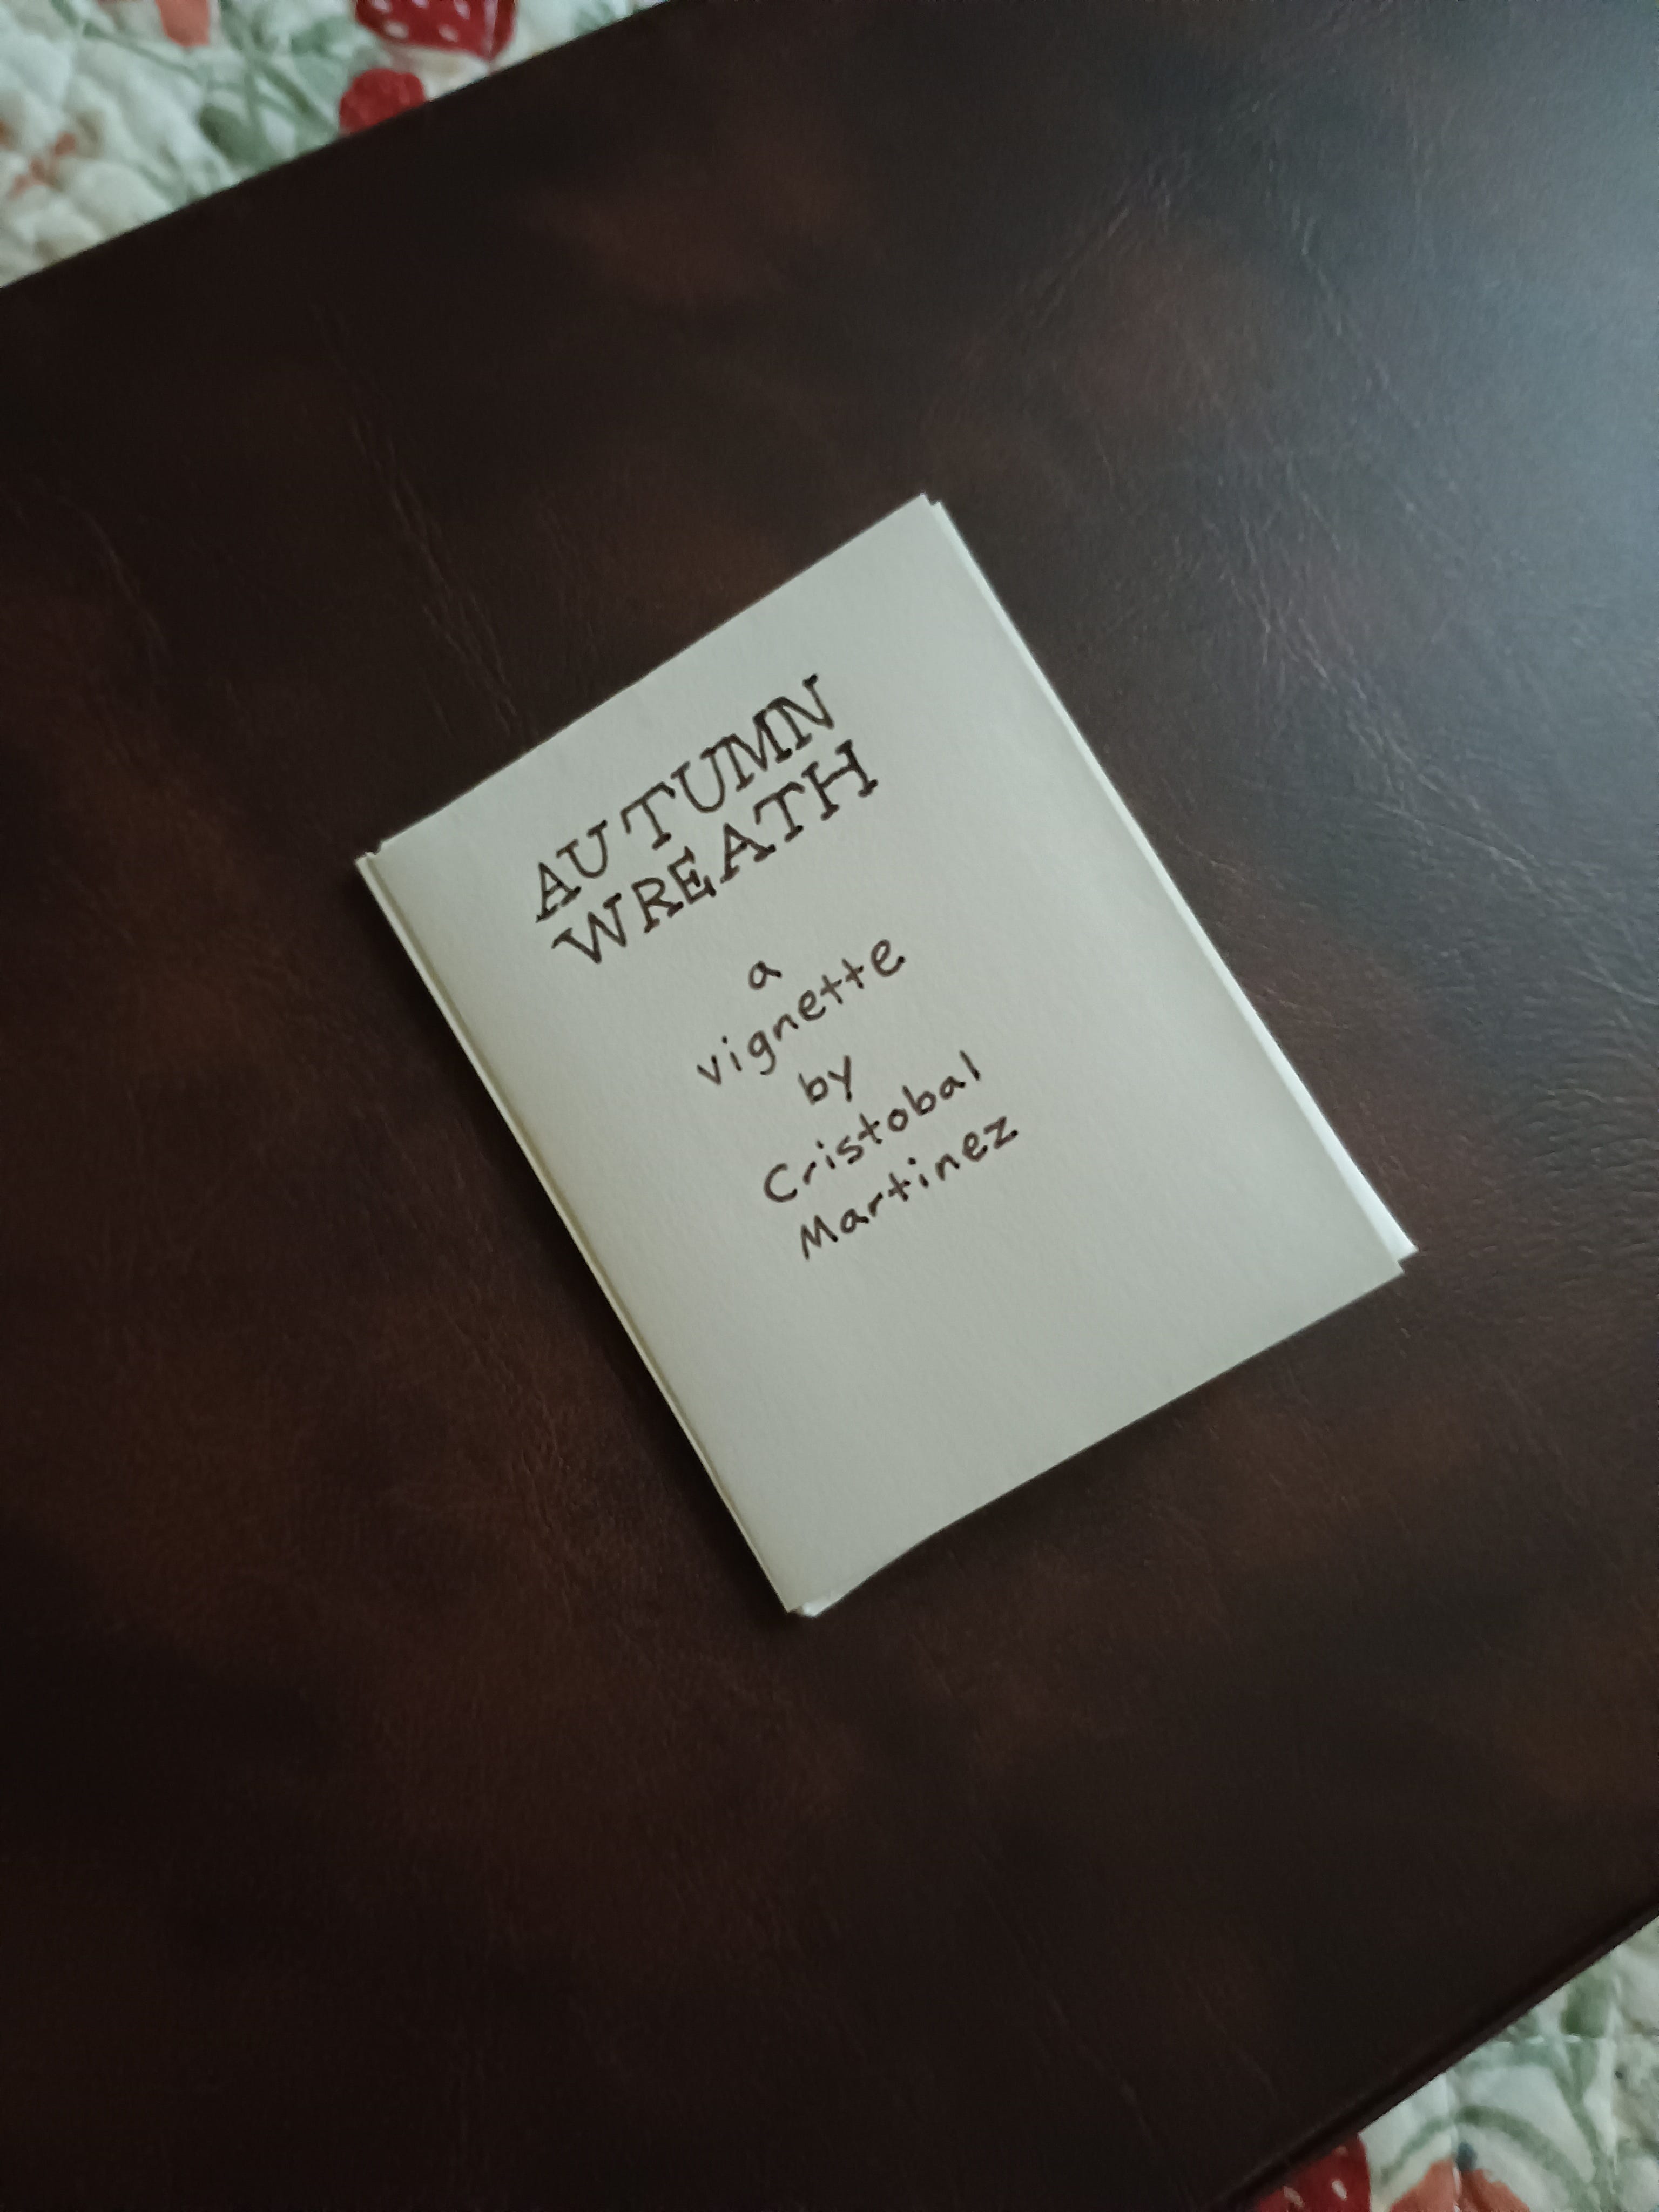 AUTUMN
WREATH
a
vignette
by
Cristobal
Martinez